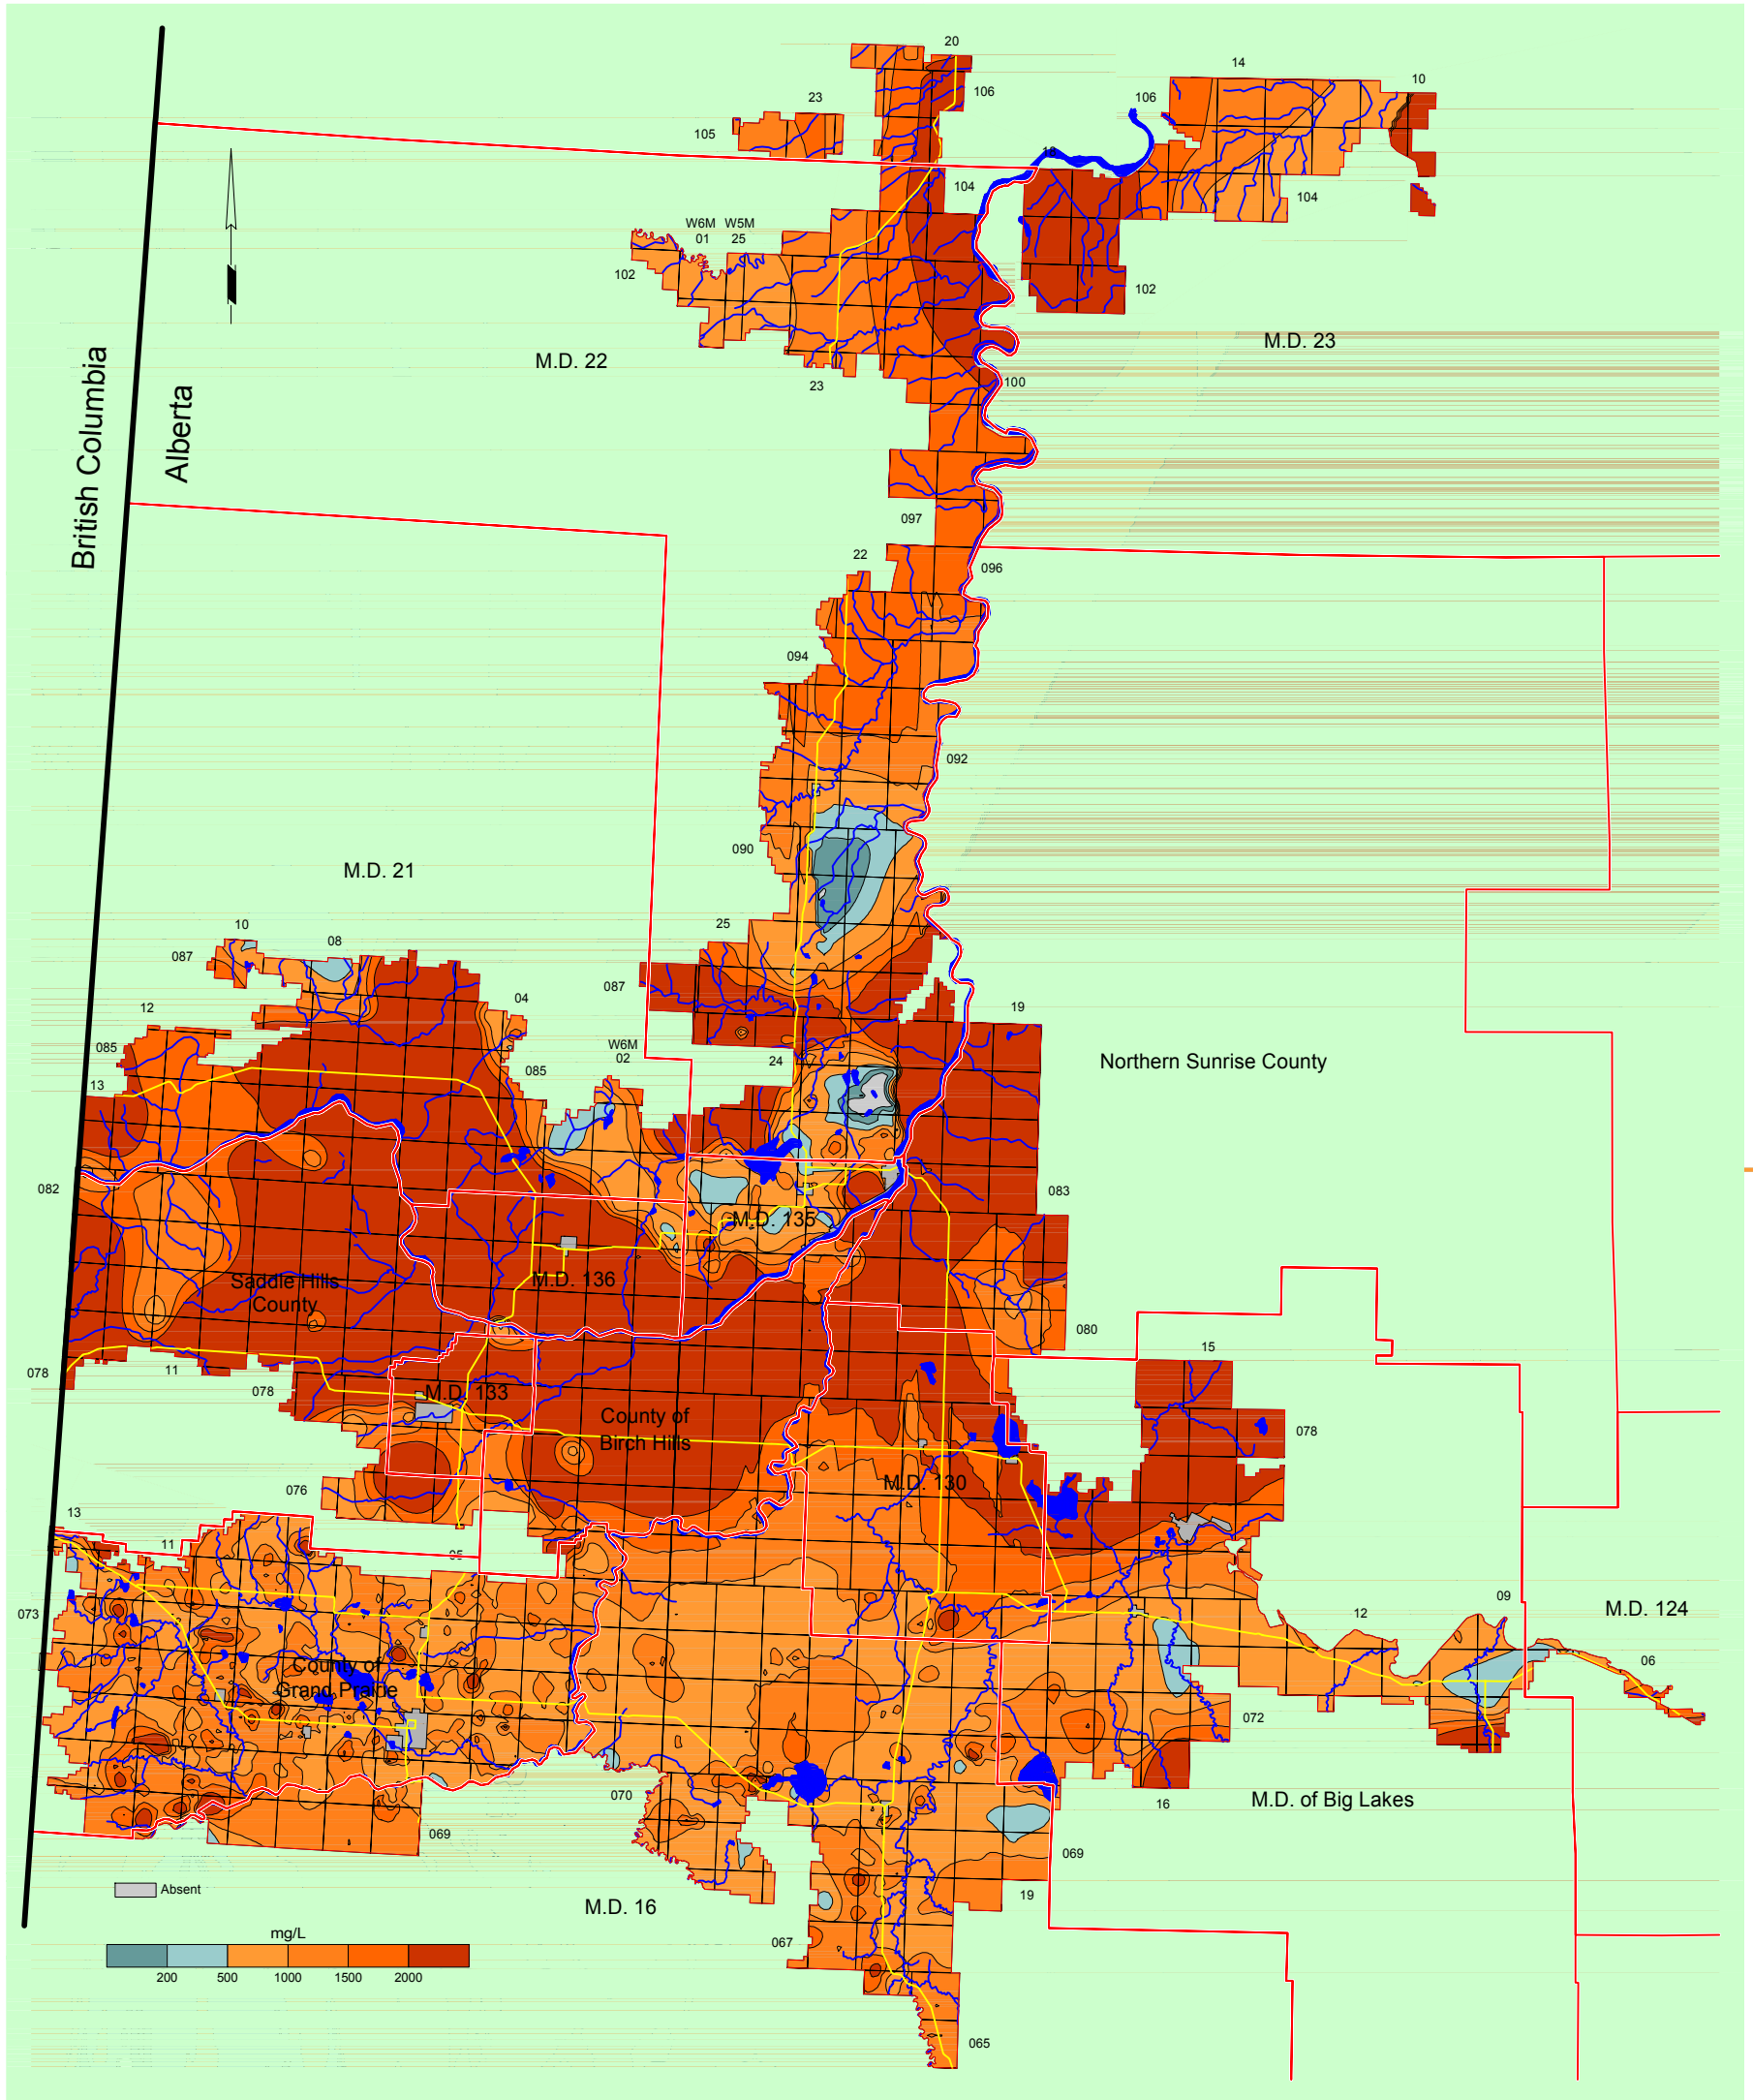 20
14
10
23
106
106
105
18
104
104
W6M W5M
01 25
102
102
M.D. 23
M.D. 22
100
23
British Columbia
Alberta
097
22
096
094
092
090
M.D. 21
25
10
08
087
087
04
12
19
W6M
02
085
24
085
13
Northern Sunrise County
082
083
M.D. 135
M.D. 136
Saddle Hills
County
080
15
11
078
078
M.D. 133
County of
Birch Hills
078
M.D. 130
076
13
11
05
09
12
073
M.D. 124
06
County of
Grand Prairie
072
070
16
M.D. of Big Lakes
069
069
Absent
19
M.D. 16
mg/L
067
200 500 1000 1500 2000
065